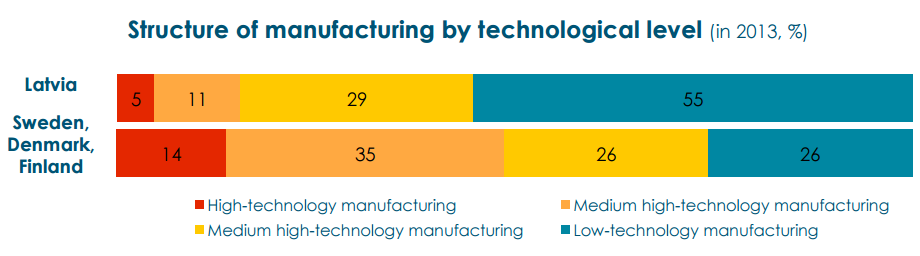 Structure of manufacturing by technological level (in 2013, %)
Latvia
5 11 29 55
Sweden,
Denmark,
Finland
14 35 26 26
High-technology manufacturing
Medium high-technology manufacturing
Medium high-technology manufacturing
Low-technology manufacturing